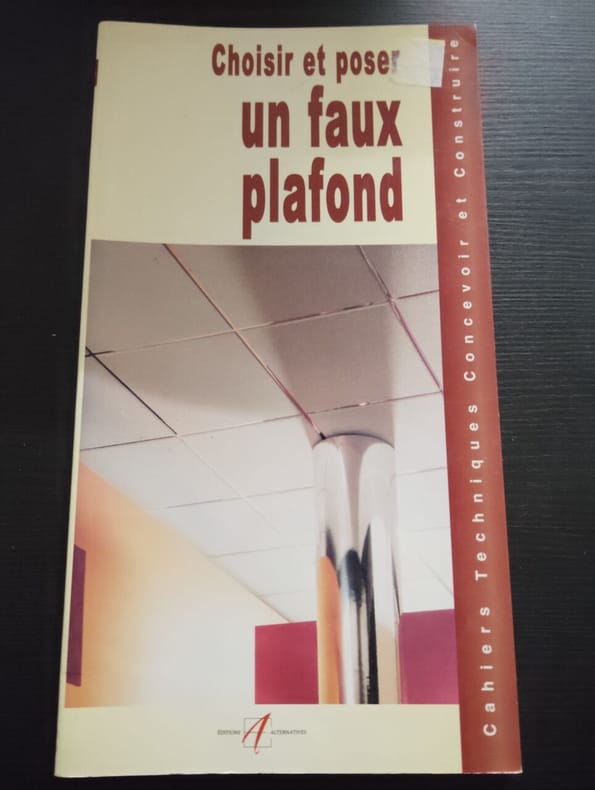 Choisir et poser
un faux
plafond
Cahiers Techniques Concevoir et Construire
ÉDITIONS A ALTERNATIVES